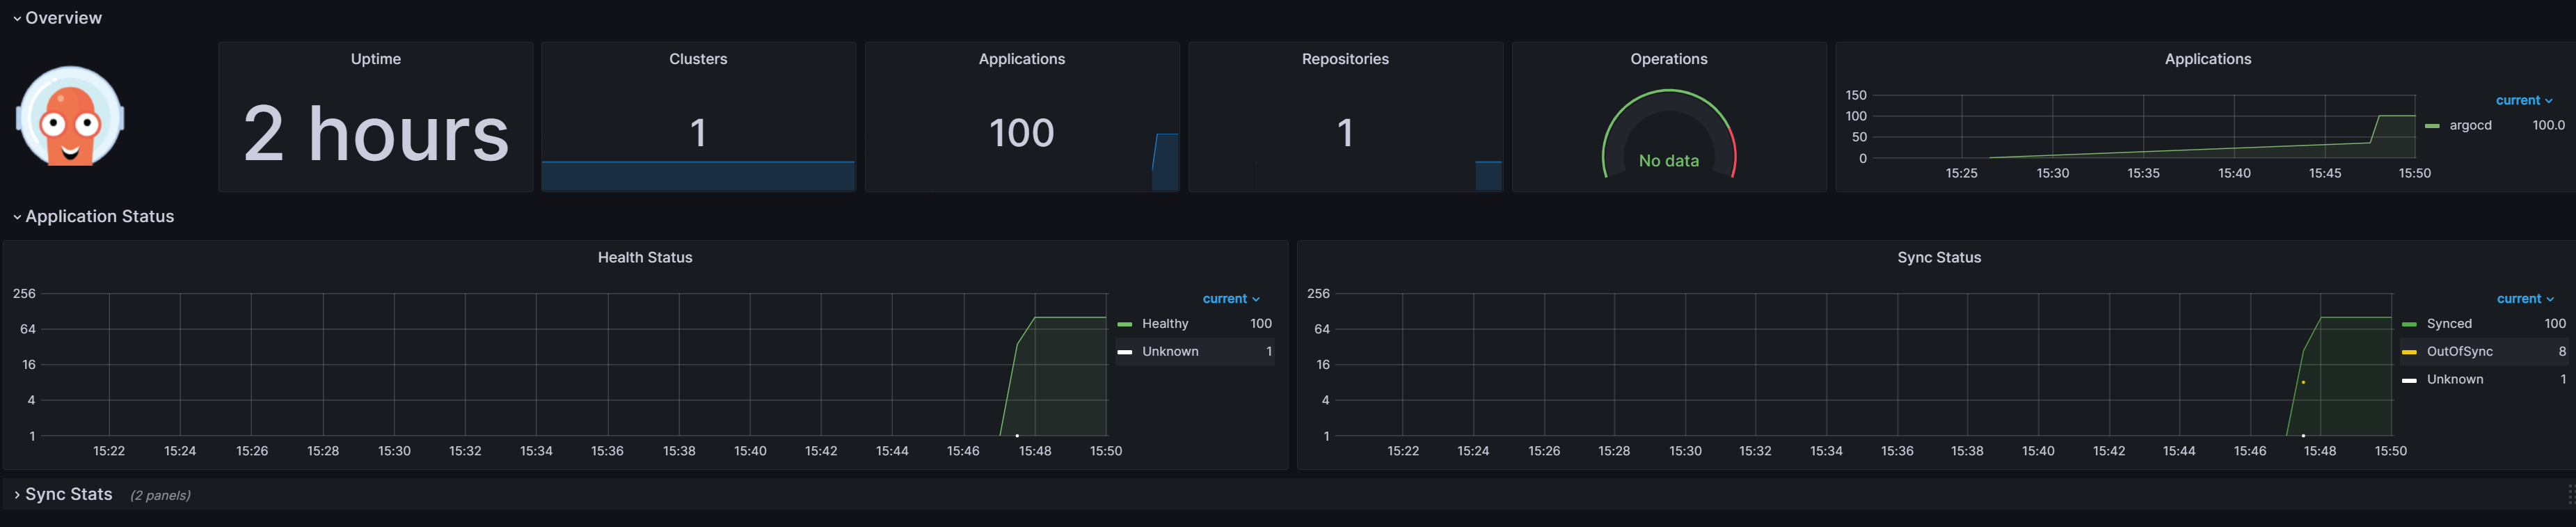 Overview
Uptime
2 hours
Clusters
1
Applications
100
Repositories
1
Operations
No data
Applications
150
100
50
0
15:25 15:30 15:35 15:40 15:45 15:50
current
argocd 100.0
Application Status
Health Status
256
64
16
4
1
15:22 15:24 15:26 15:28 15:30 15:32 15:34 15:36 15:38 15:40 15:42 15:44 15:46 15:48 15:50
current
Healthy 100
Unknown 1
Sync Status
256
64
16
4
1
15:22 15:24 15:26 15:28 15:30 15:32 15:34 15:36 15:38 15:40 15:42 15:44 15:46 15:48 15:50
current
Synced 100
OutOfSync 8
Unknown 1
Sync Stats (2 panels)